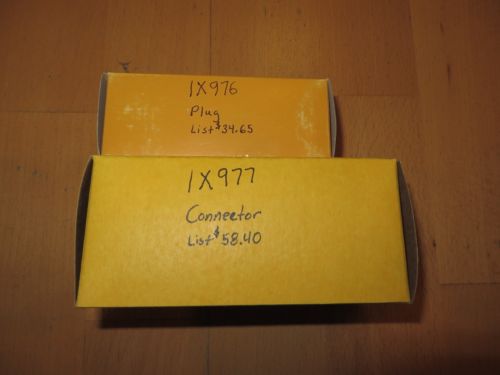 1X976
Plug
List $34.65
1X977
Connector
List $58.40